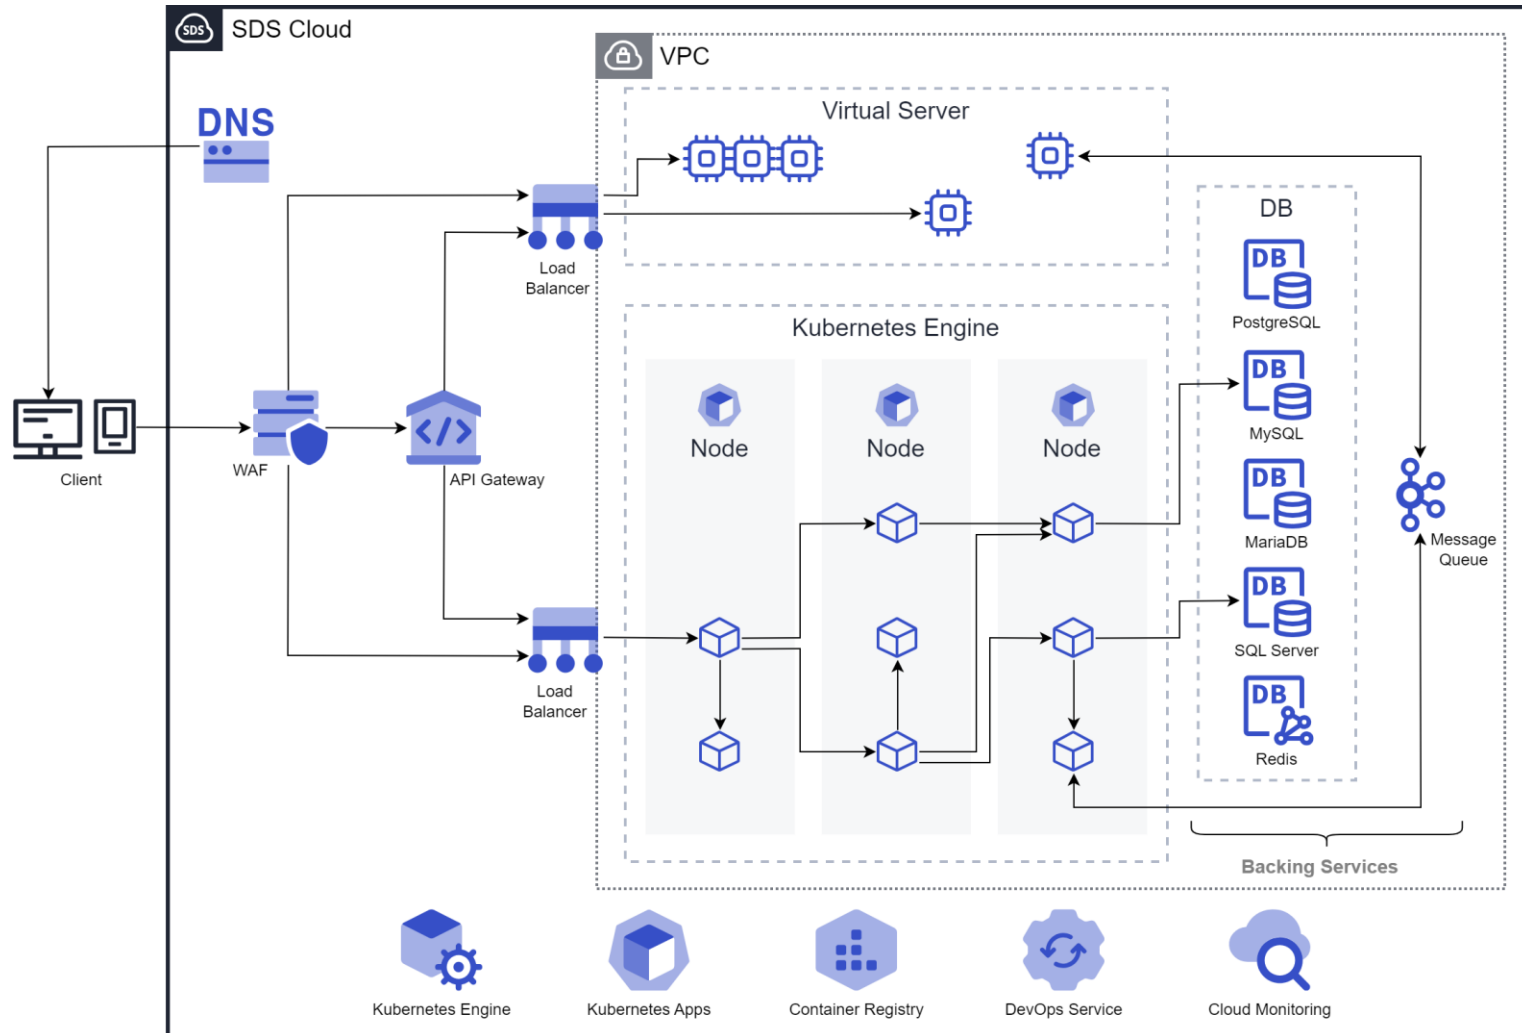 SDS
SDS Cloud
VPC
DNS
Virtual Server
Load
Balancer
DB
DB
PostgreSQL
Kubernetes Engine
Node
Node
Node
DB
MySQL
Client
WAF
</>
API Gateway
DB
MariaDB
Message
Queue
DB
SQL Server
Load
Balancer
DB
Redis
Backing Services
Kubernetes Engine
Kubernetes Apps
Container Registry
DevOps Service
Cloud Monitoring